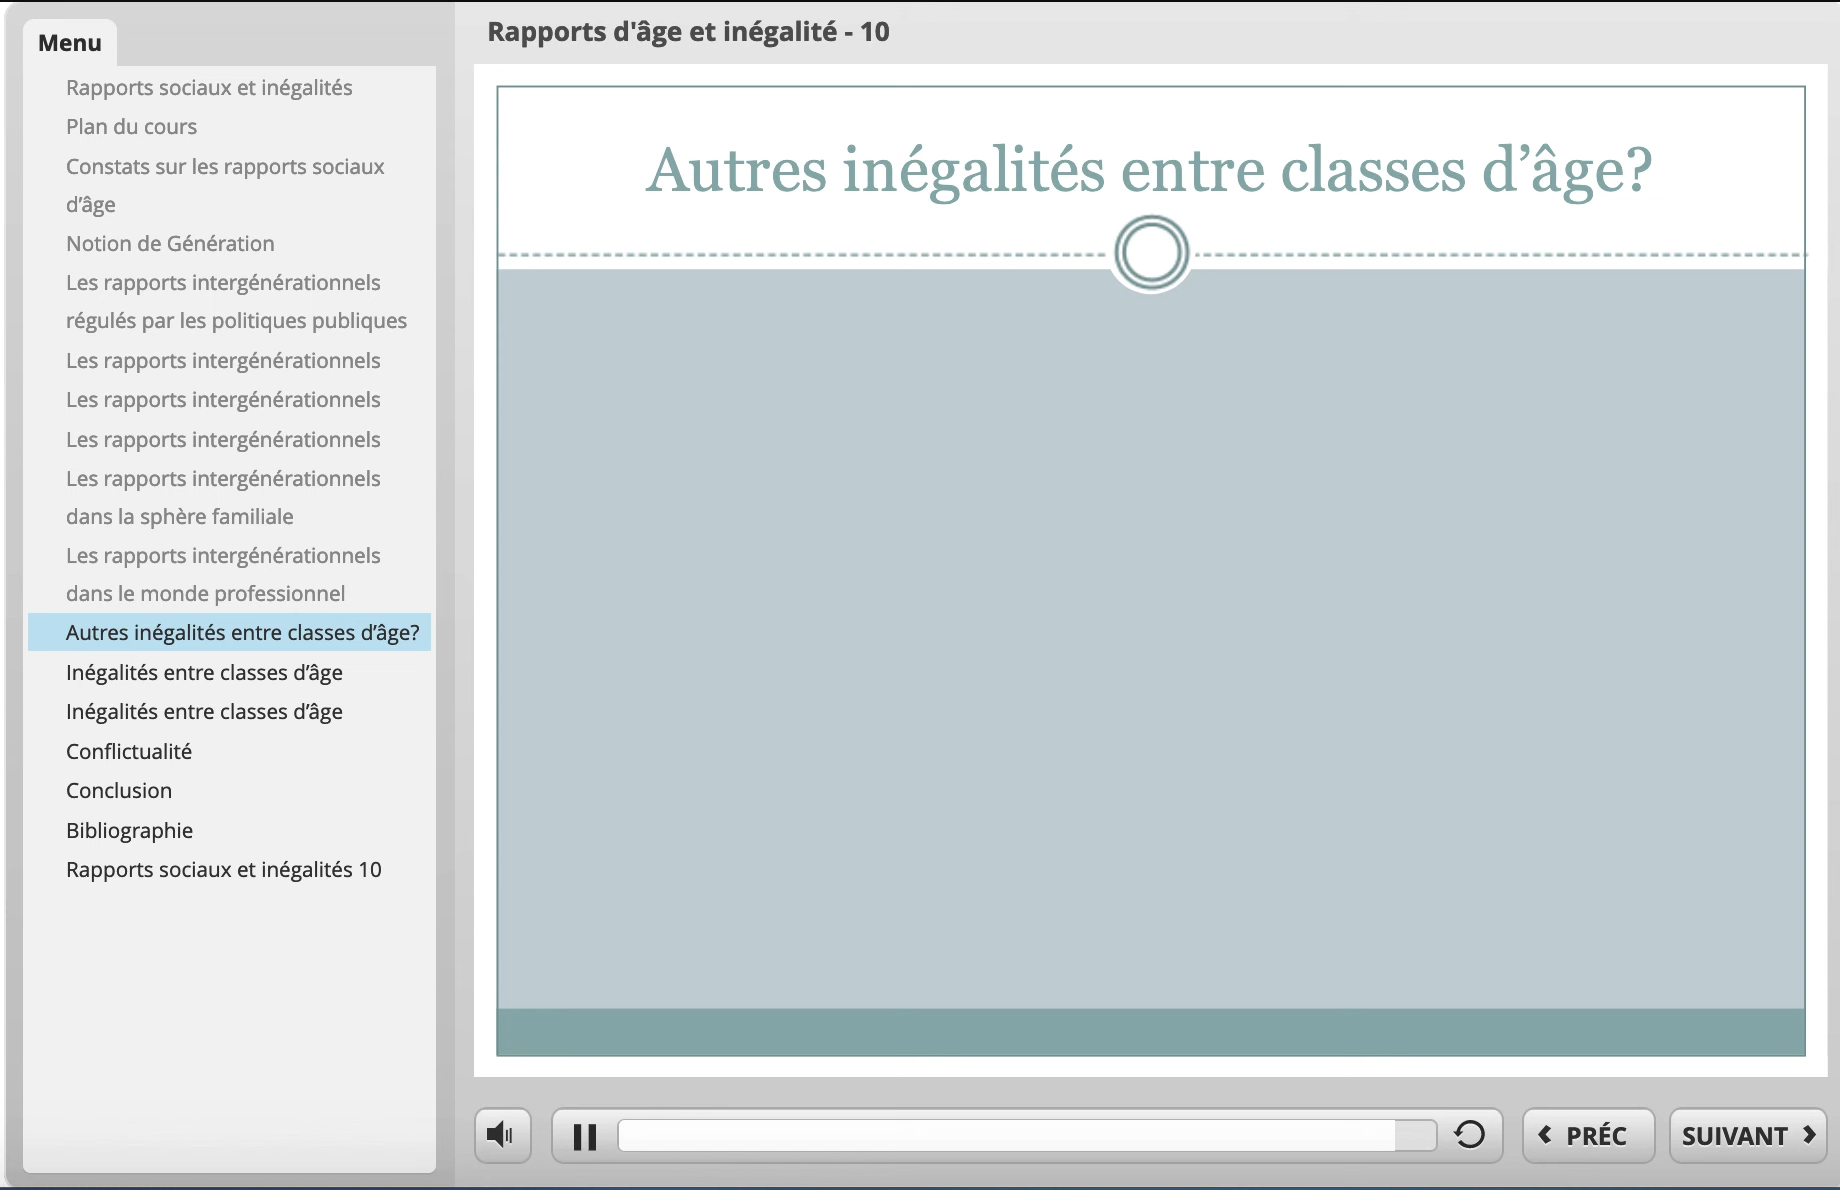 Menu
Rapports sociaux et inégalités
Plan du cours
Constats sur les rapports sociaux
d’âge
Notion de Génération
Les rapports intergénérationnels
régulés par les politiques publiques
Les rapports intergénérationnels
Les rapports intergénérationnels
Les rapports intergénérationnels
Les rapports intergénérationnels
dans la sphère familiale
Les rapports intergénérationnels
dans le monde professionnel
Autres inégalités entre classes d’âge?
Inégalités entre classes d’âge
Inégalités entre classes d’âge
Conflictualité
Conclusion
Bibliographie
Rapports sociaux et inégalités 10
Rapports d'âge et inégalité - 10
Autres inégalités entre classes d’âge?
PRÉC
SUIVANT